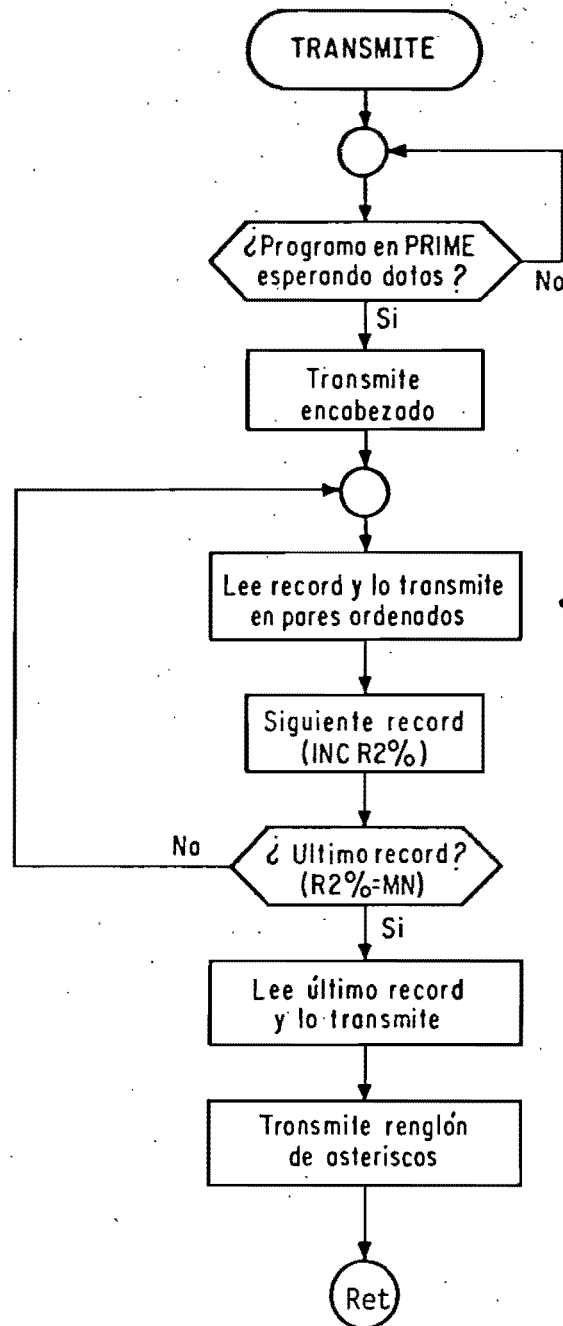 TRANSMITE
¿Programa en PRIME
esperando datos ?
No
Si
Transmite
encabezado
Lee record y lo transmite
en pares ordenados
Siguiente record
(INC R2%)
No
¿ Ultimo record ?
(R2%=MN)
Si
Lee último record
y lo transmite
Transmite renglón
de asteriscos
Ret